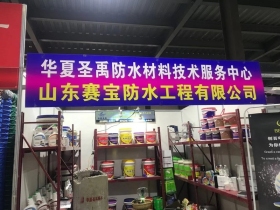 华夏圣禹防水材料技术服务中心
山东赛宝防水工程有限公司